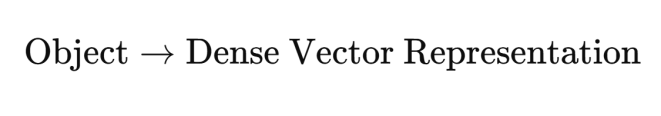 Object → Dense Vector Representation